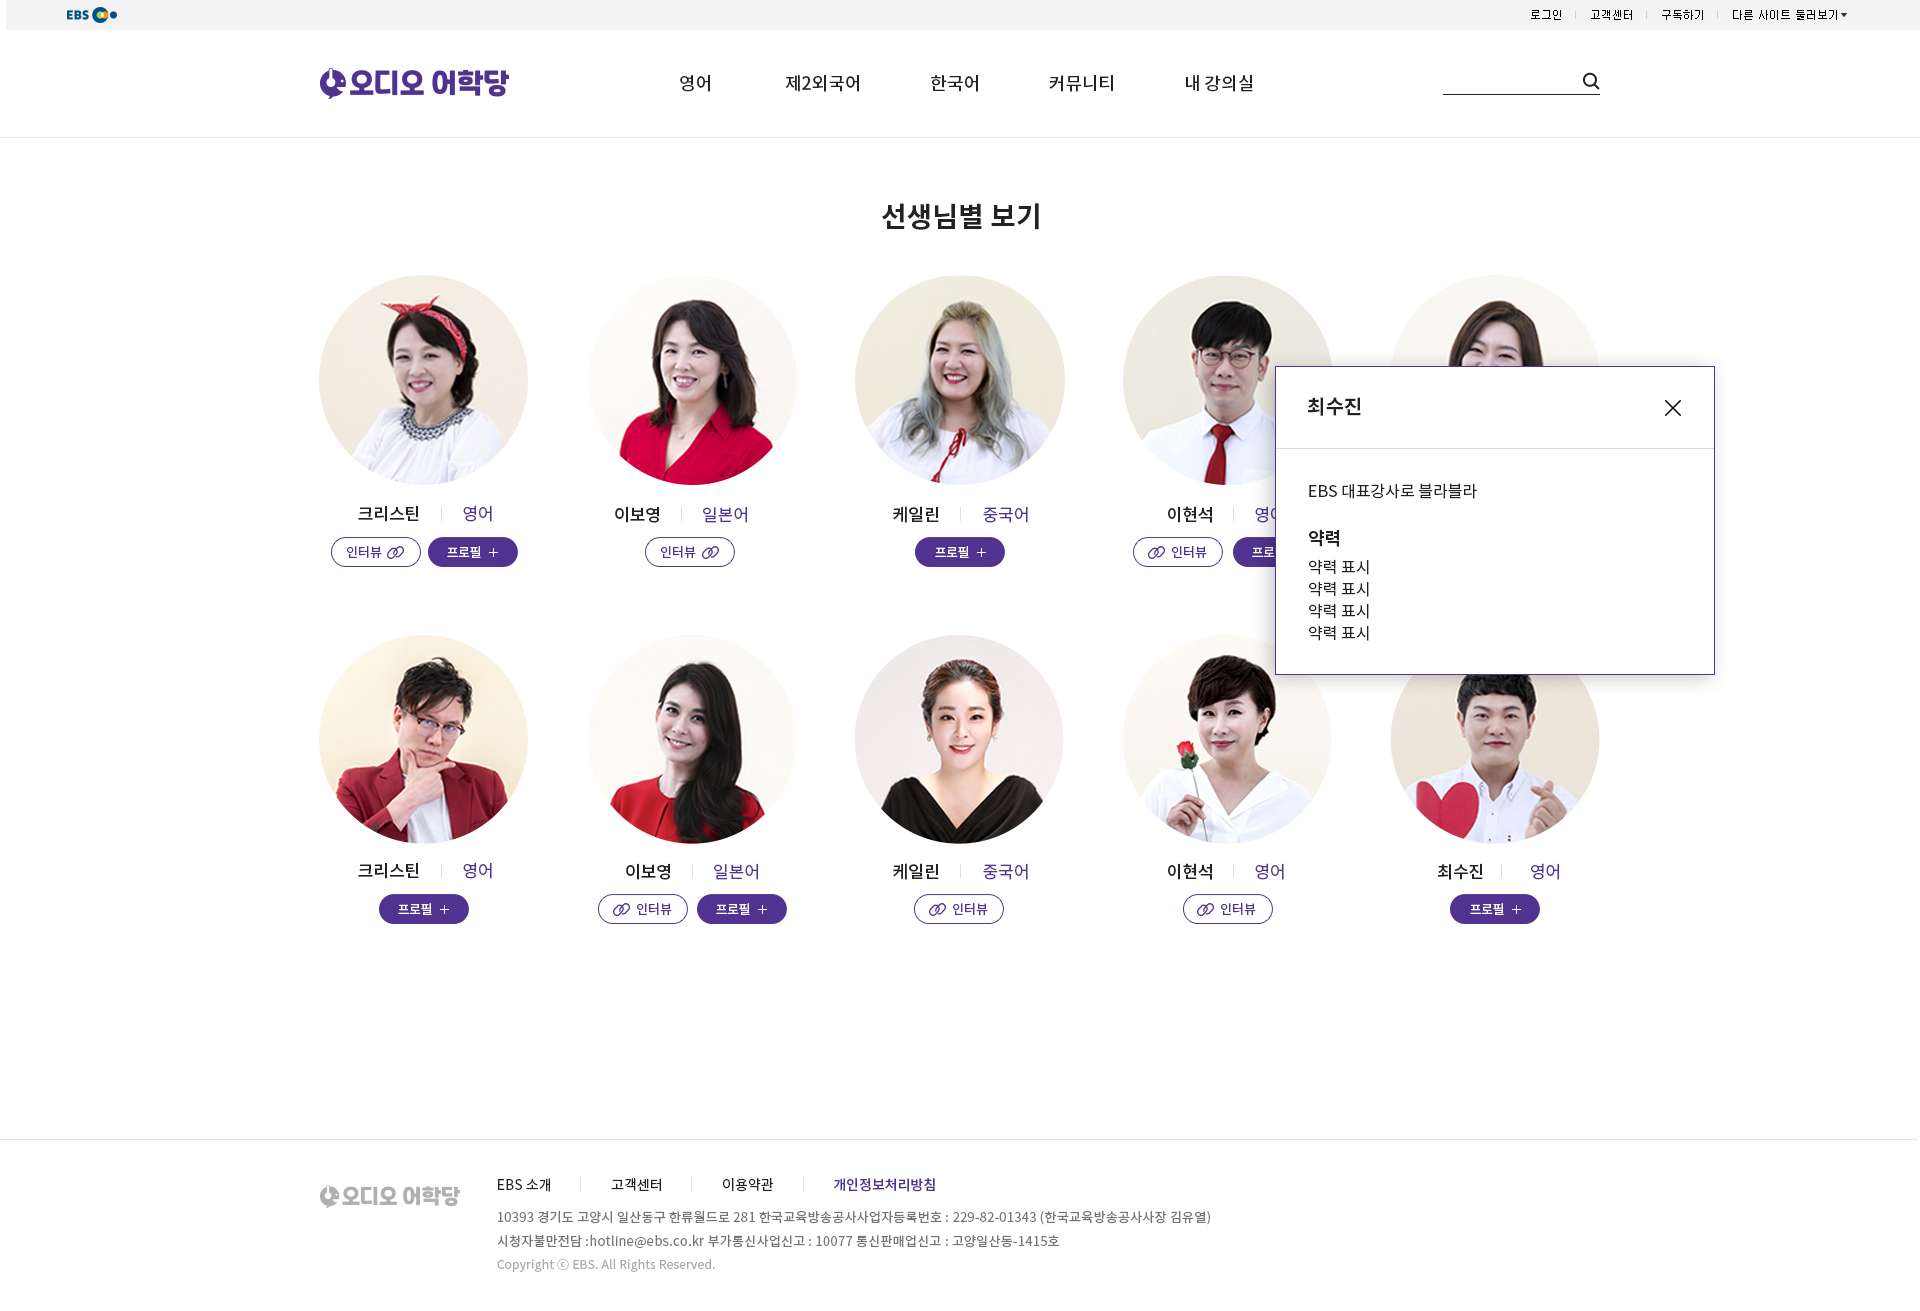 EBS
로그인 고객센터 구독하기 다른 사이트 둘러보기
오디오 어학당 영어 제2외국어 한국어 커뮤니티 내 강의실
선생님별 보기
최수진
EBS 대표강사로 블라블라
약력
약력 표시
약력 표시
약력 표시
약력 표시
크리스틴 영어 이보영 일본어 케일린 중국어 이현석 영어
인터뷰 프로필 인터뷰 프로필 인터뷰 프로
크리스틴 영어 이보영 일본어 케일린 중국어 이현석 영어 최수진 영어
프로필 인터뷰 프로필 인터뷰 인터뷰 프로필
오디오 어학당
EBS 소개 고객센터 이용약관 개인정보처리방침
10393 경기도 고양시 일산동구 한류월드로 281 한국교육방송공사사업자등록번호 : 229-82-01343 (한국교육방송공사사장 김유열)
시청자불만전담 :hotline@ebs.co.kr 부가통신사업신고 : 10077 통신판매업신고 : 고양일산동-1415호
Copyright ⓒ EBS. All Rights Reserved.